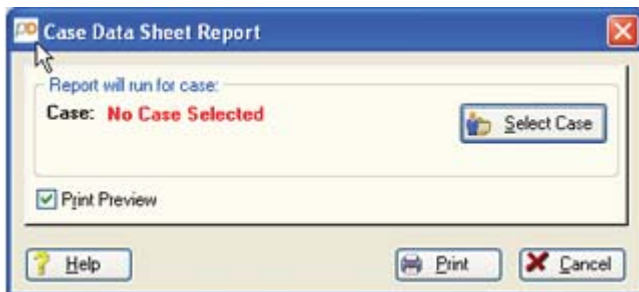 Case Data Sheet Report
Report will run for case:
Case: No Case Selected
Select Case
Print Preview
Help
Print
Cancel